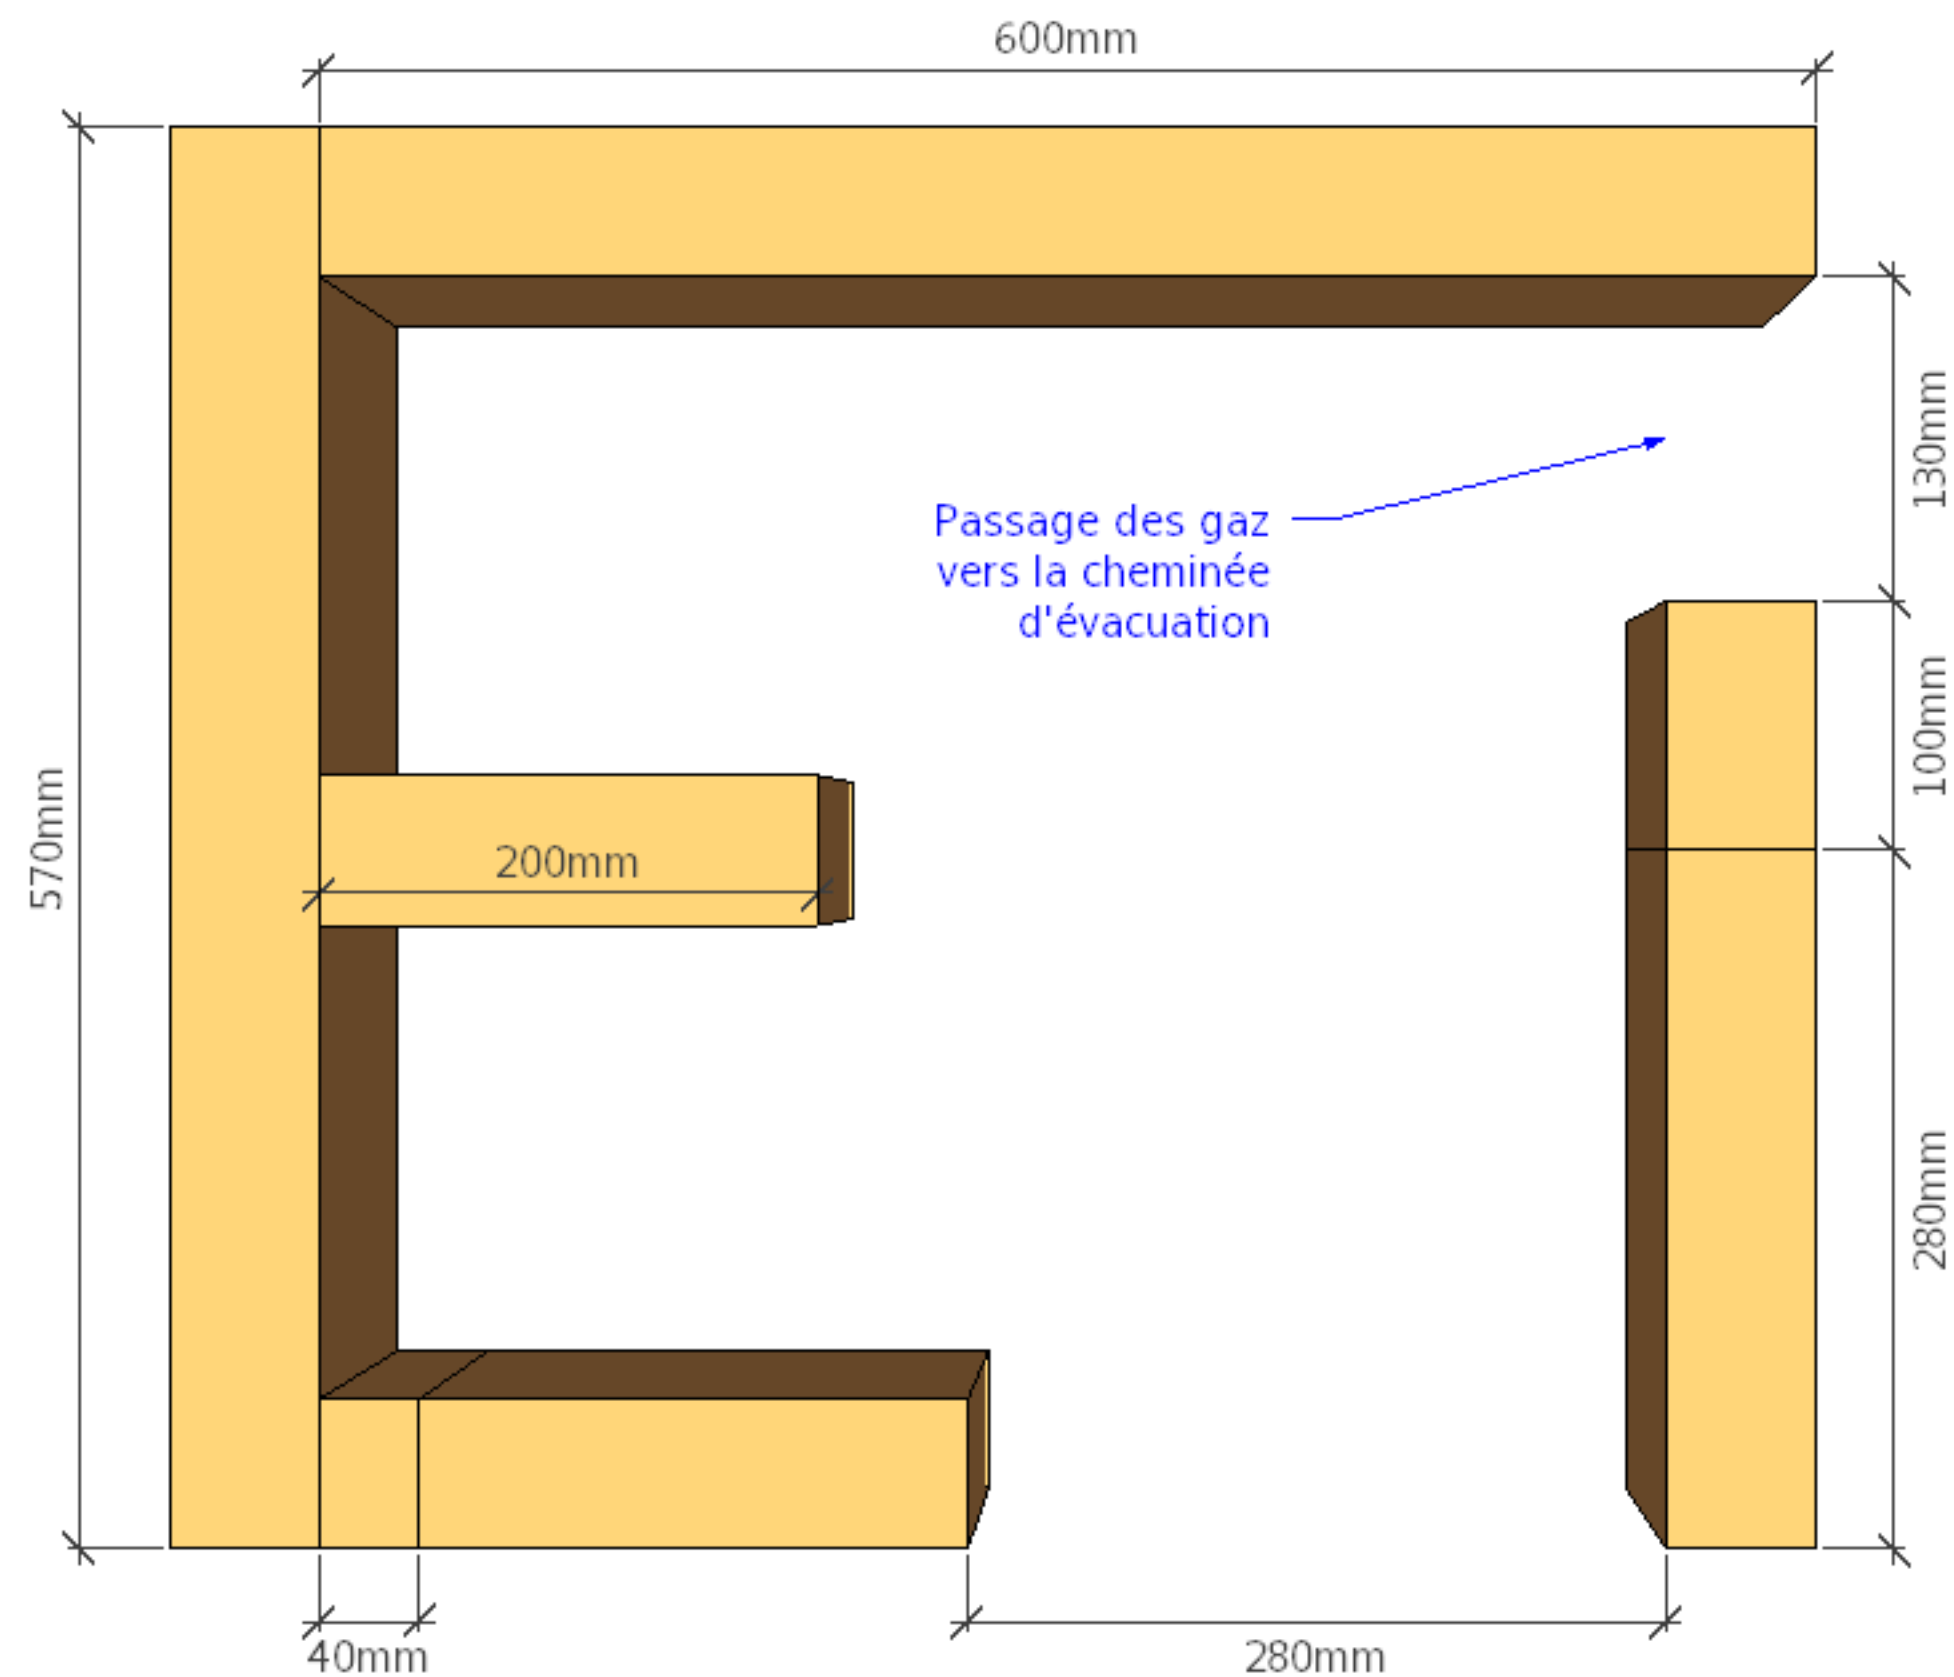 600mm
130mm
Passage des gaz
vers la cheminée
d'évacuation
100mm
570mm
200mm
280mm
40mm
280mm